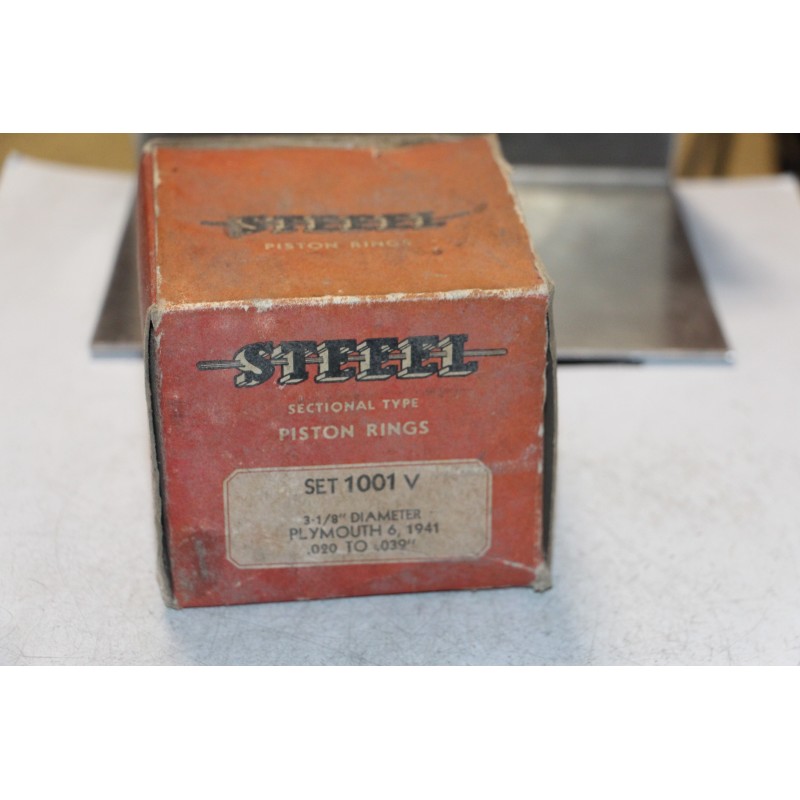 STEEEL
PISTON RINGS
STEEEL
SECTIONAL TYPE
PISTON RINGS
SET 1001 V
3-1/8" DIAMETER
PLYMOUTH 6, 1941
.020 TO .039"